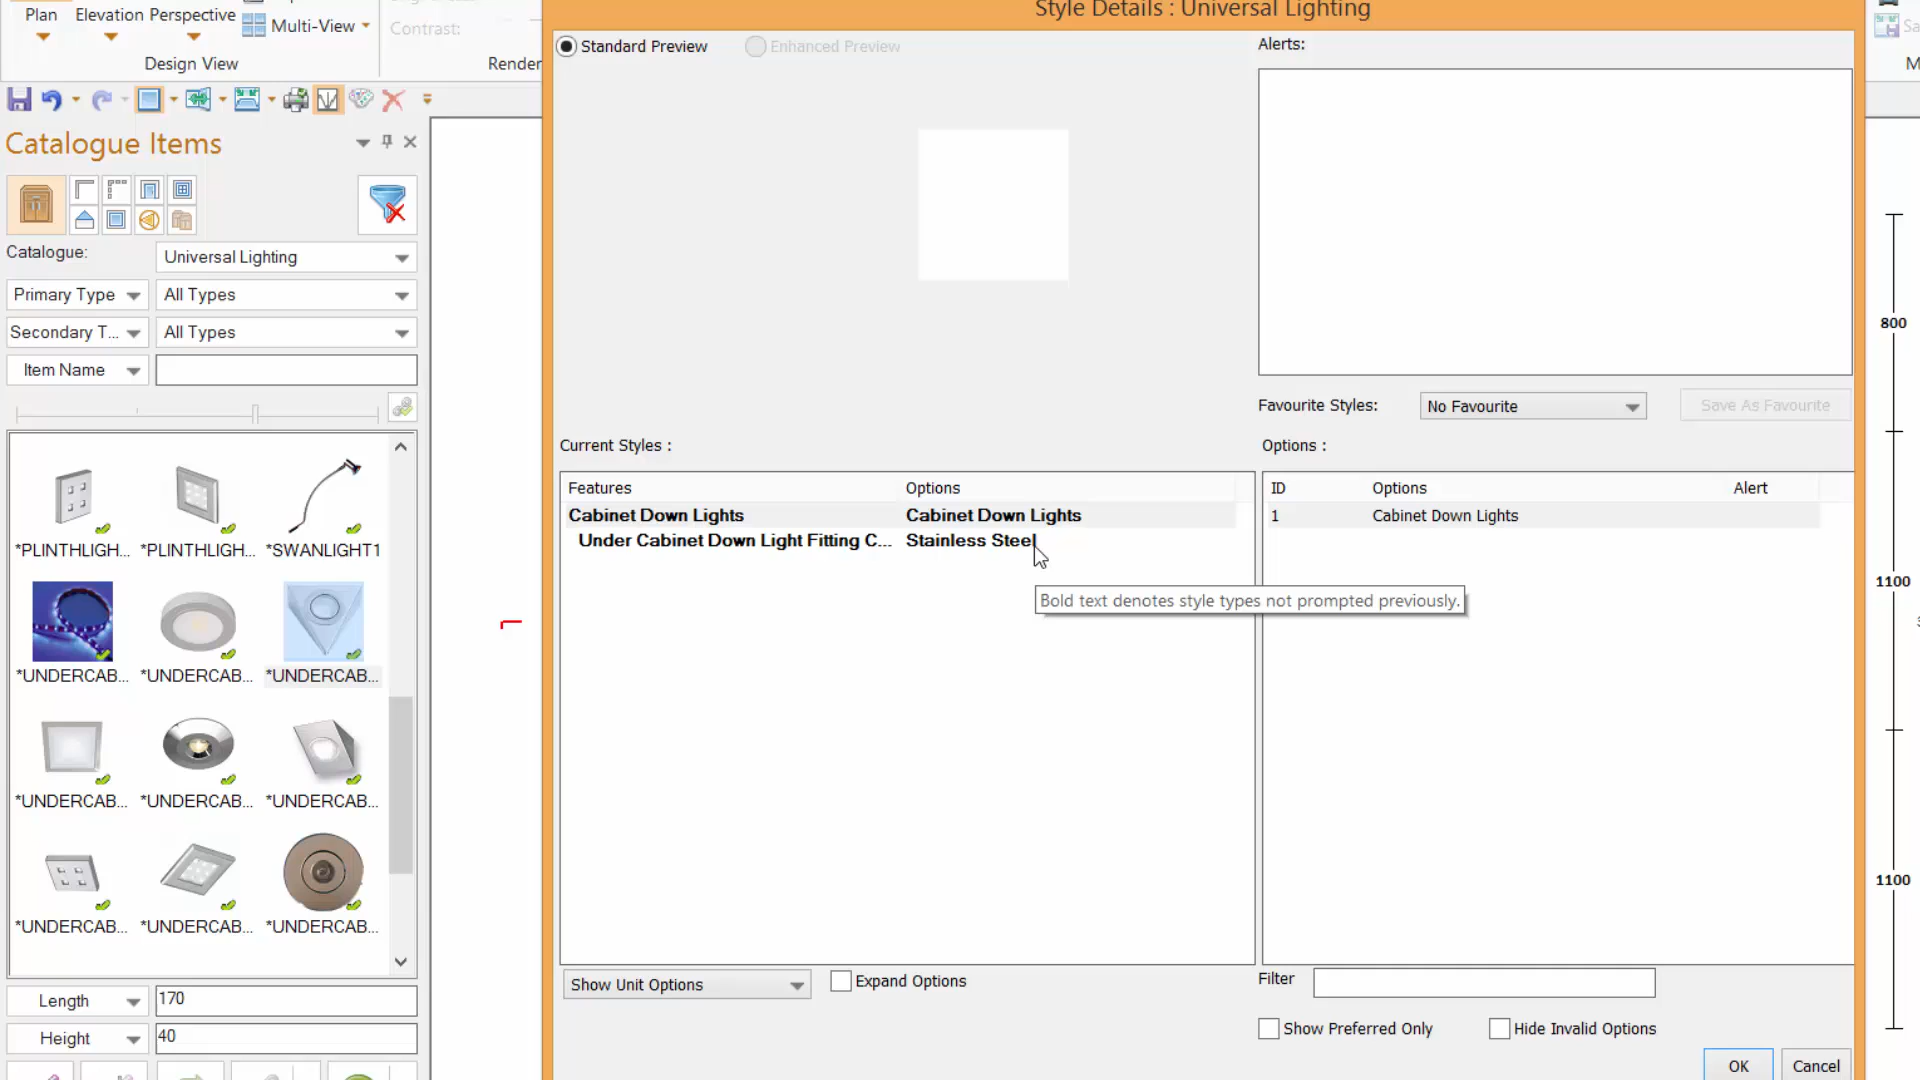 Style Details : Universal Lighting
Plan
Elevation
Perspective
Multi-View
Contrast:
Design View
Render
Standard Preview
Enhanced Preview
Alerts:
Catalogue Items
Catalogue:
Universal Lighting
Primary Type
All Types
Secondary T...
All Types
Item Name
*PLINTHLIGH...
*PLINTHLIGH...
*SWANLIGHT1
*UNDERCAB...
*UNDERCAB...
*UNDERCAB...
*UNDERCAB...
*UNDERCAB...
*UNDERCAB...
*UNDERCAB...
*UNDERCAB...
*UNDERCAB...
Length
170
Height
40
Favourite Styles:
No Favourite
Save As Favourite
Current Styles :
Options :
Features
Options
Cabinet Down Lights
Cabinet Down Lights
Under Cabinet Down Light Fitting C...
Stainless Steel
Bold text denotes style types not prompted previously.
ID
Options
Alert
1
Cabinet Down Lights
Show Unit Options
Expand Options
Filter
Show Preferred Only
Hide Invalid Options
OK
Cancel
800
1100
1100